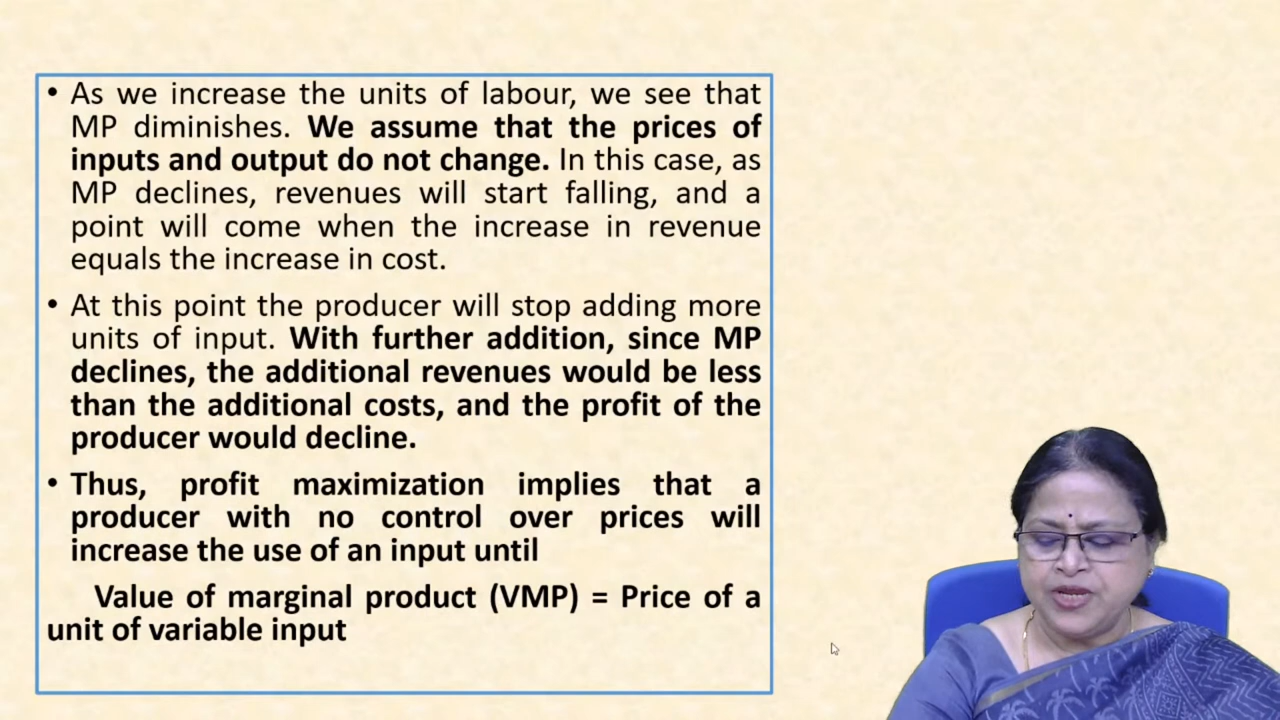 • As we increase the units of labour, we see that
MP diminishes. We assume that the prices of
inputs and output do not change. In this case, as
MP declines, revenues will start falling, and a
point will come when the increase in revenue
equals the increase in cost.
• At this point the producer will stop adding more
units of input. With further addition, since MP
declines, the additional revenues would be less
than the additional costs, and the profit of the
producer would decline.
• Thus, profit maximization implies that a
producer with no control over prices will
increase the use of an input until
Value of marginal product (VMP) = Price of a
unit of variable input